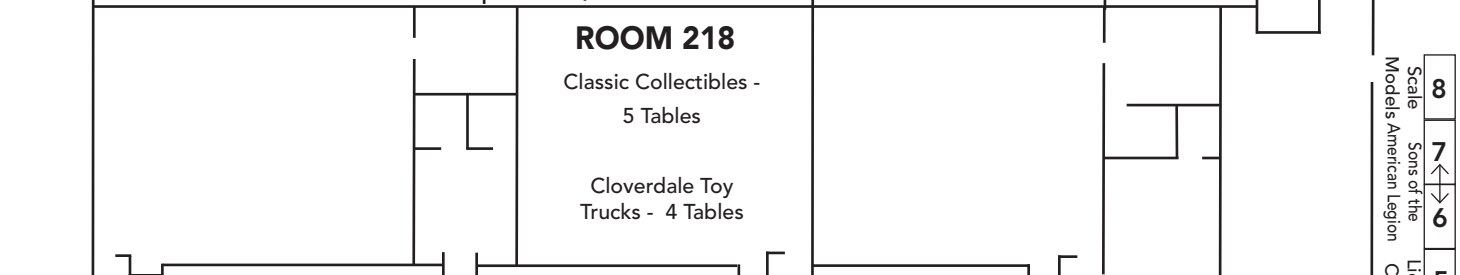 ROOM 218
Classic Collectibles -
5 Tables
Cloverdale Toy
Trucks - 4 Tables
Scale
Models
8
Sons of the
American Legion
7
6